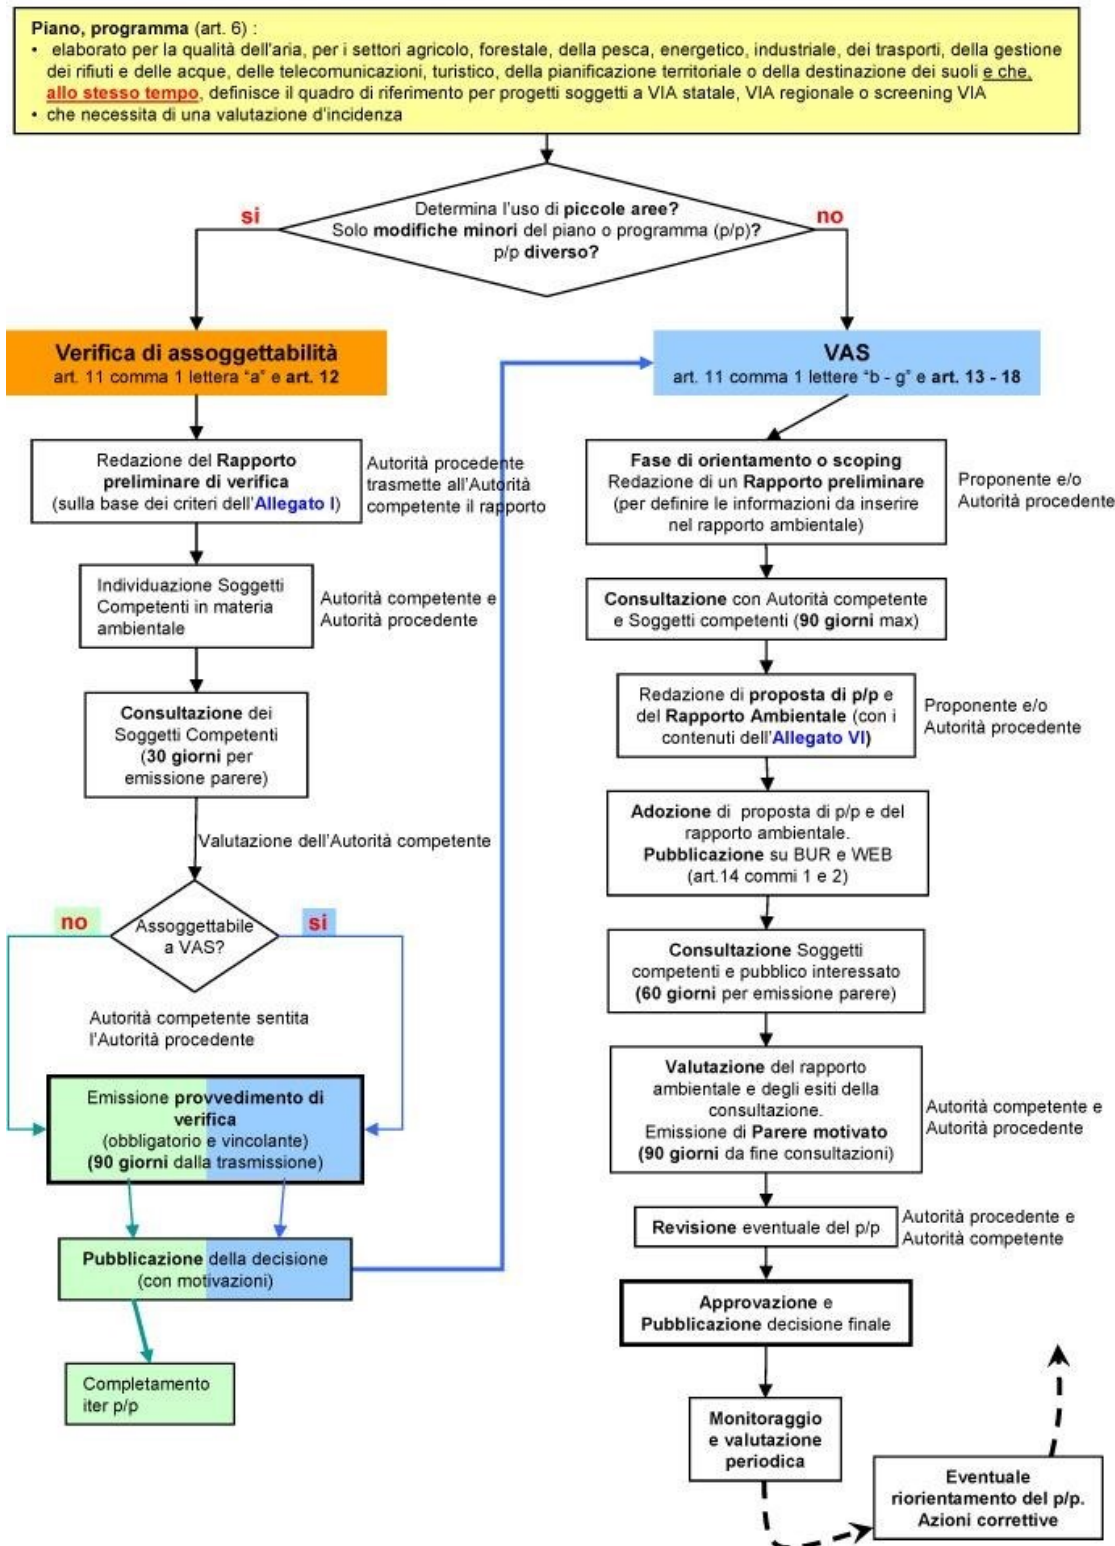 Piano, programma (art. 6) :
• elaborato per la qualità dell'aria, per i settori agricolo, forestale, della pesca, energetico, industriale, dei trasporti, della gestione
dei rifiuti e delle acque, delle telecomunicazioni, turistico, della pianificazione territoriale o della destinazione dei suoli e che,
allo stesso tempo, definisce il quadro di riferimento per progetti soggetti a VIA statale, VIA regionale o screening VIA
• che necessita di una valutazione d'incidenza
si
Determina l'uso di piccole aree?
Solo modifiche minori del piano o programma (p/p)?
p/p diverso?
no
Verifica di assoggettabilità
art. 11 comma 1 lettera “a” e art. 12
Redazione del Rapporto
preliminare di verifica
(sulla base dei criteri dell'Allegato I)
Autorità procedente
trasmette all'Autorità
competente il rapporto
Individuazione Soggetti
Competenti in materia
ambientale
Autorità competente e
Autorità procedente
Consultazione dei
Soggetti Competenti
(30 giorni per
emissione parere)
Valutazione dell'Autorità competente
no
Assoggettabile
a VAS?
si
Autorità competente sentita
l'Autorità procedente
Emissione provvedimento di
verifica
(obbligatorio e vincolante)
(90 giorni dalla trasmissione)
Pubblicazione della decisione
(con motivazioni)
Completamento
iter p/p
VAS
art. 11 comma 1 lettere “b - g” e art. 13 - 18
Fase di orientamento o scoping
Redazione di un Rapporto preliminare
(per definire le informazioni da inserire
nel rapporto ambientale)
Proponente e/o
Autorità procedente
Consultazione con Autorità competente
e Soggetti competenti (90 giorni max)
Redazione di proposta di p/p e
del Rapporto Ambientale (con i
contenuti dell'Allegato VI)
Proponente e/o
Autorità procedente
Adozione di proposta di p/p e del
rapporto ambientale.
Pubblicazione su BUR e WEB
(art.14 commi 1 e 2)
Consultazione Soggetti
competenti e pubblico interessato
(60 giorni per emissione parere)
Valutazione del rapporto
ambientale e degli esiti della
consultazione.
Emissione di Parere motivato
(90 giorni da fine consultazioni)
Autorità competente e
Autorità procedente
Revisione eventuale del p/p
Autorità procedente e
Autorità competente
Approvazione e
Pubblicazione decisione finale
Monitoraggio
e valutazione
periodica
Eventuale
riorientamento del p/p.
Azioni correttive